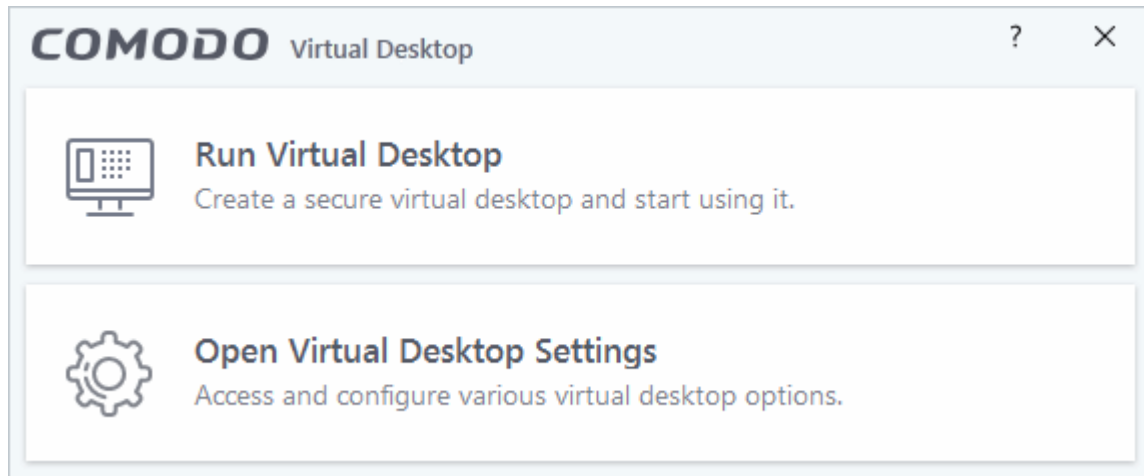 COMODO Virtual Desktop ?
Run Virtual Desktop
Create a secure virtual desktop and start using it.
Open Virtual Desktop Settings
Access and configure various virtual desktop options.